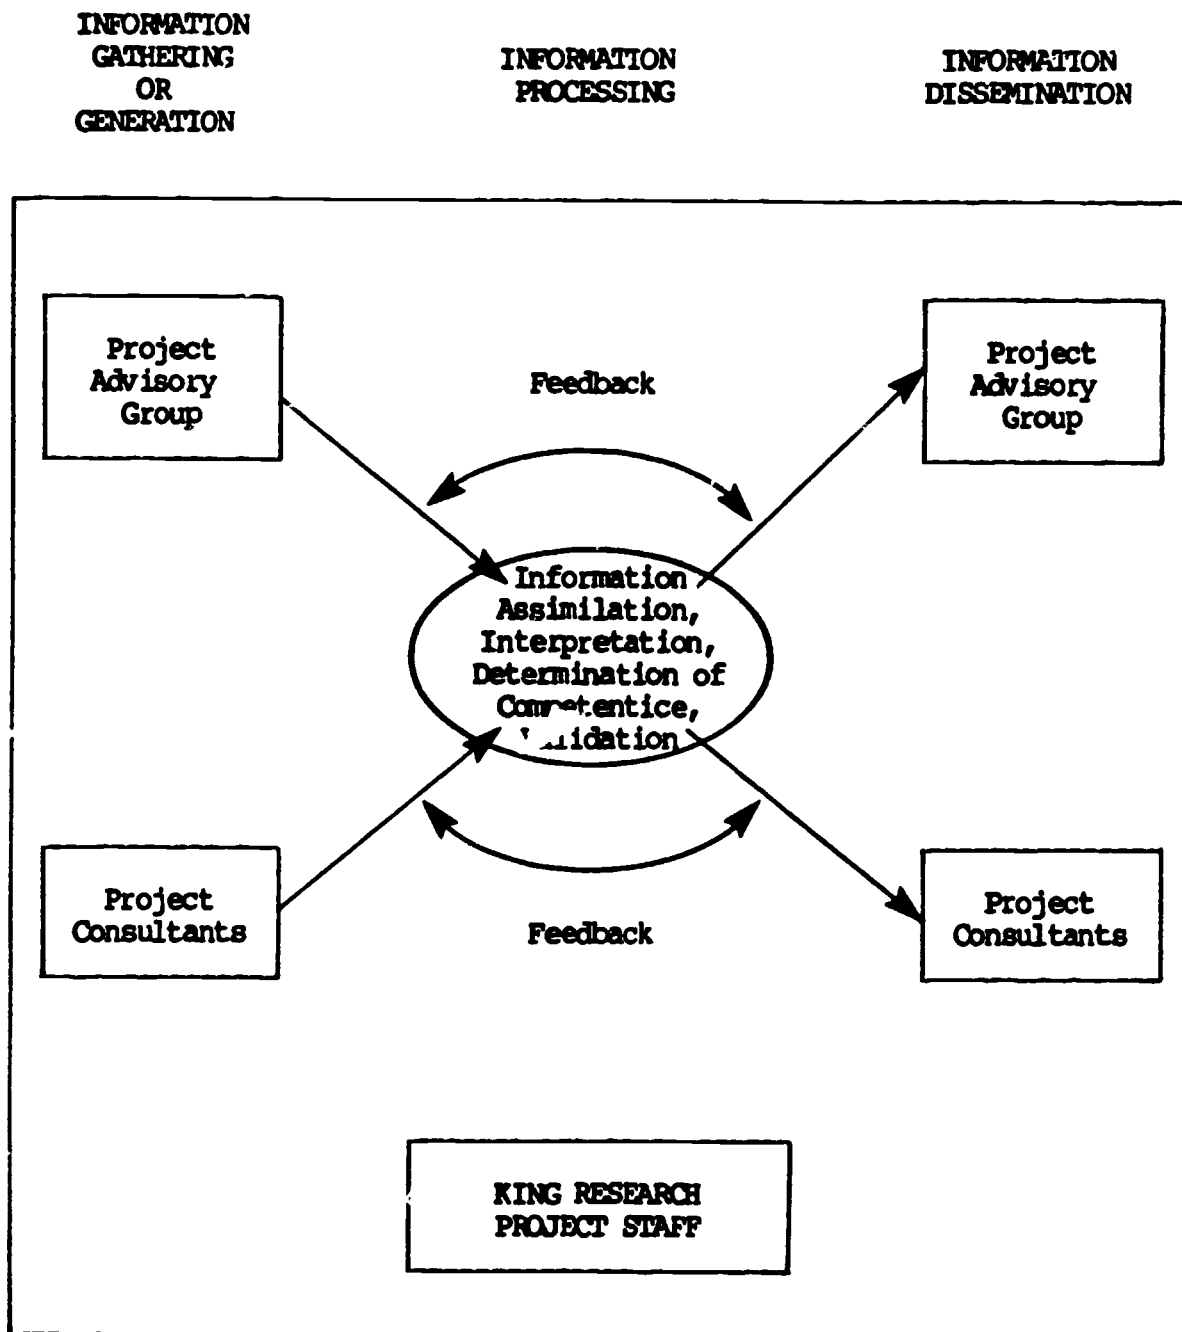 INFORMATION
GATHERING
OR
GENERATION
INFORMATION
PROCESSING
INFORMATION
DISSEMINATION
Project
Advisory
Group
Feedback
Project
Advisory
Group
Information
Assimilation,
Interpretation,
Determination of
Project
Consultants
Feedback
Project
Consultants
KING RESEARCH
PROJECT STAFF